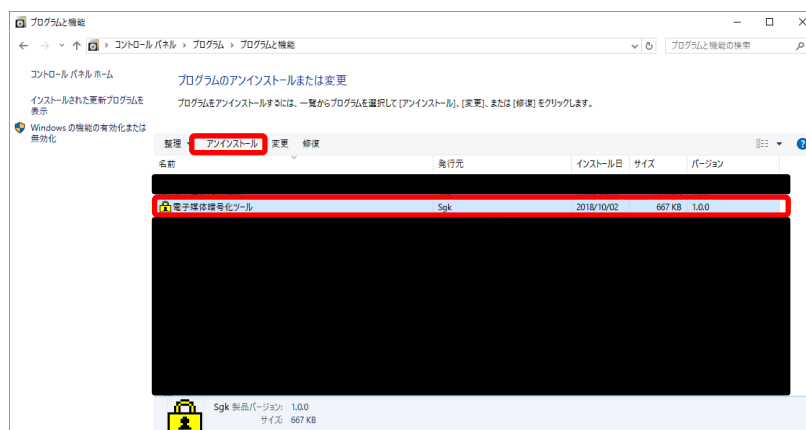 プログラムと機能
コントロール パネル › プログラム › プログラムと機能
プログラムと機能の検索
コントロール パネル ホーム
インストールされた更新プログラムを
表示
Windows の機能の有効化または
無効化
プログラムのアンインストールまたは変更
プログラムをアンインストールするには、一覧からプログラムを選択して [アンインストール]、[変更]、または [修復] をクリックします。
整理 アンインストール 変更 修復
名前 発行元 インストール日 サイズ バージョン
電子媒体暗号化ツール Sgk 2018/10/02 667 KB 1.0.0
Sgk 製品バージョン: 1.0.0
サイズ: 667 KB